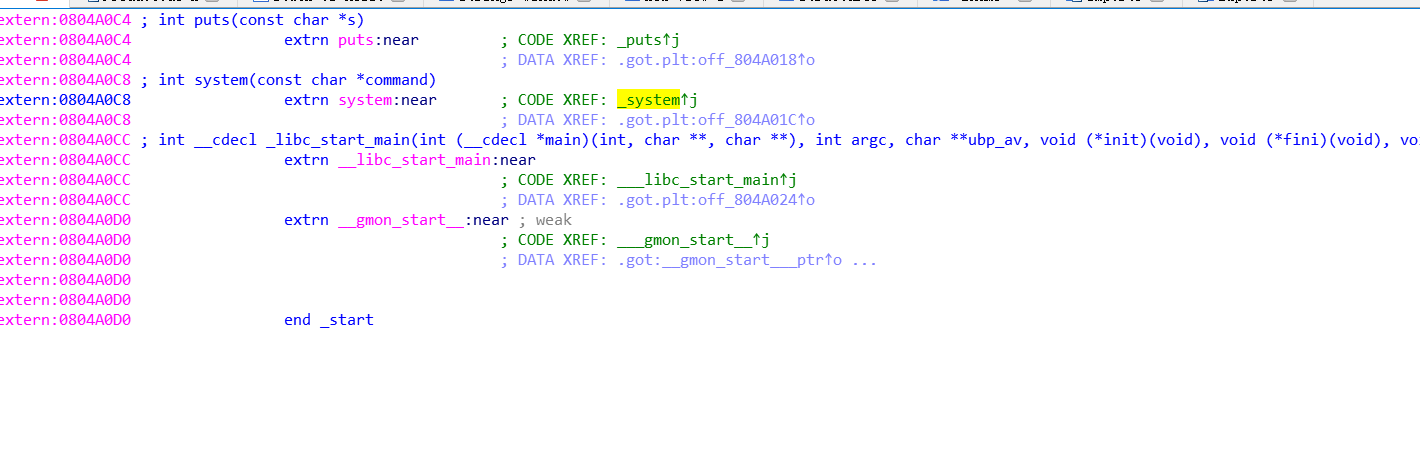 extern:0804A0C4 ; int puts(const char *s)
extern:0804A0C4 extrn puts:near ; CODE XREF: _puts↑j
extern:0804A0C4 ; DATA XREF: .got.plt:off_804A018↑o
extern:0804A0C8 ; int system(const char *command)
extern:0804A0C8 extrn system:near ; CODE XREF: _system↑j
extern:0804A0C8 ; DATA XREF: .got.plt:off_804A01C↑o
extern:0804A0CC ; int __cdecl _libc_start_main(int (__cdecl *main)(int, char **, char **), int argc, char **ubp_av, void (*init)(void), void (*fini)(void), vo
extern:0804A0CC extrn __libc_start_main:near
extern:0804A0CC ; CODE XREF: ___libc_start_main↑j
extern:0804A0CC ; DATA XREF: .got.plt:off_804A024↑o
extern:0804A0D0 extrn __gmon_start__:near ; weak
extern:0804A0D0 ; CODE XREF: ___gmon_start__↑j
extern:0804A0D0 ; DATA XREF: .got:__gmon_start___ptr↑o ...
extern:0804A0D0
extern:0804A0D0
extern:0804A0D0 end _start